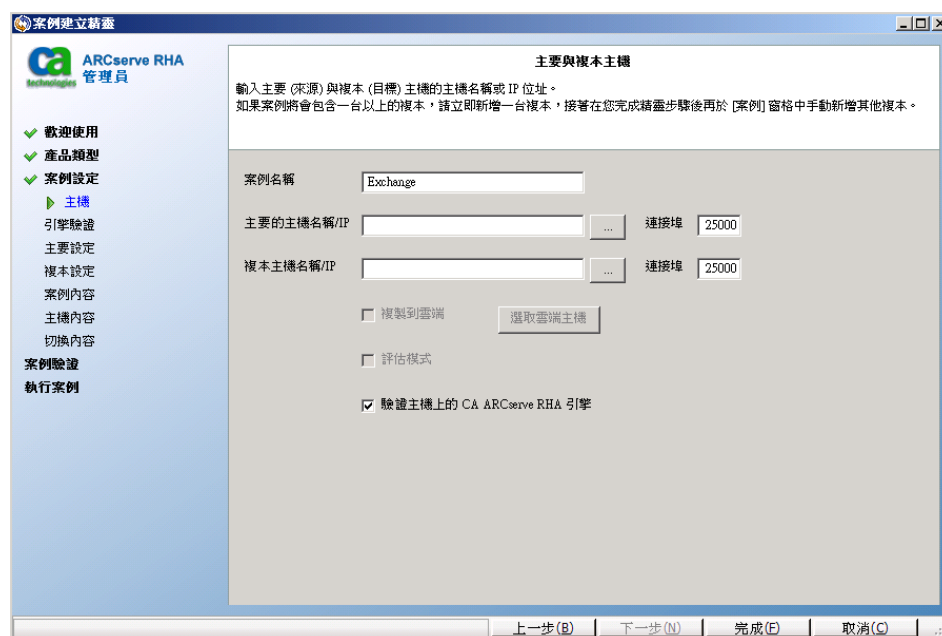 案例建立精靈
ca
technologies
ARCserve RHA
管理員
歡迎使用
產品類型
案例設定
主機
引擎驗證
主要設定
複本設定
案例內容
主機內容
切換內容
案例驗證
執行案例
主要與複本主機
輸入主要 (來源) 與複本 (目標) 主機的主機名稱或 IP 位址。
如果案例將會包含一台以上的複本，請立即新增一台複本，接著在您完成精靈步驟後再於 [案例] 窗格中手動新增其他複本。
案例名稱 Exchange
主要的主機名稱/IP ... 連接埠 25000
複本主機名稱/IP ... 連接埠 25000
複製到雲端 選取雲端主機
評估模式
驗證主機上的 CA ARCserve RHA 引擎
上一步(B) 下一步(N) 完成(F) 取消(C)